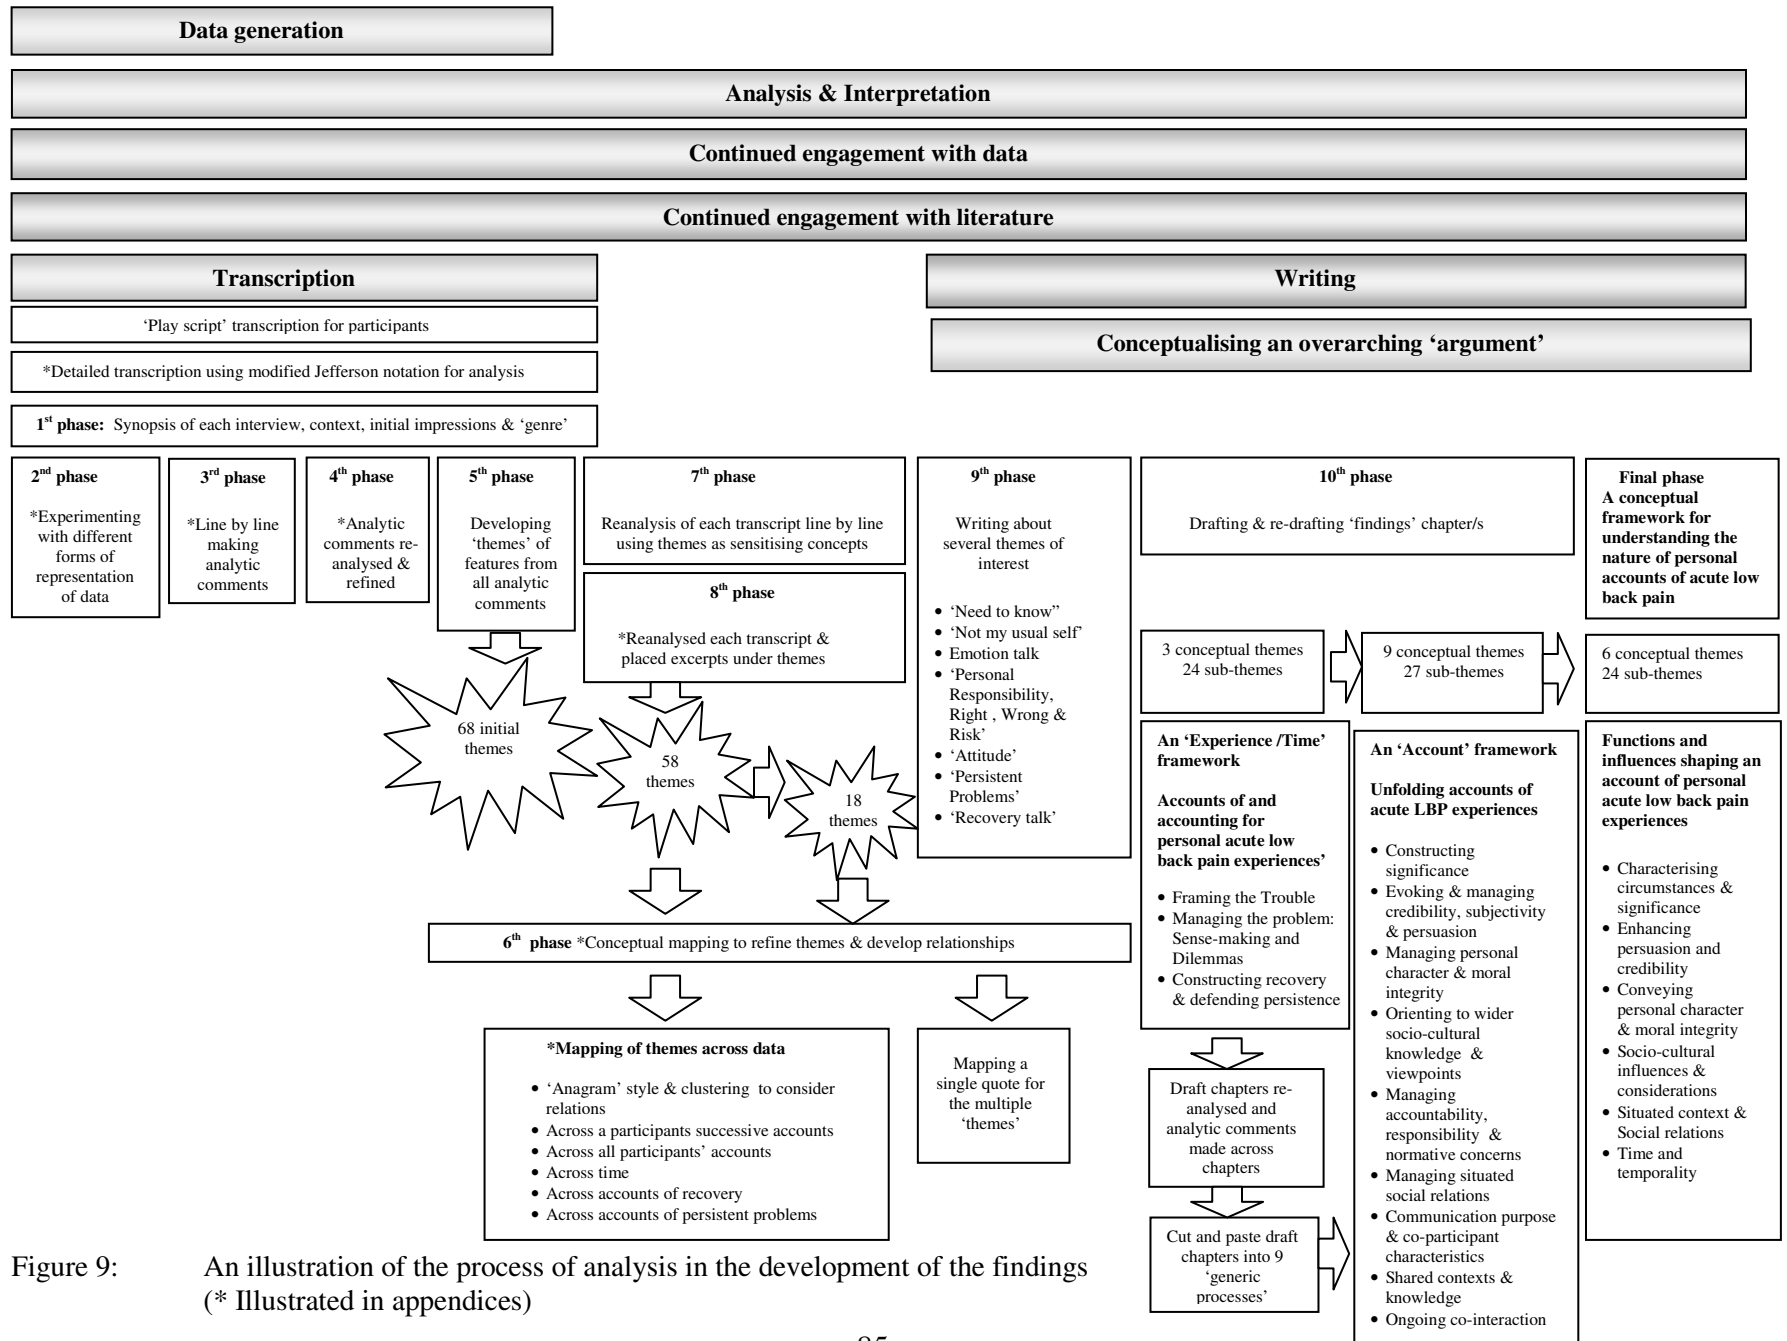 Data generation
Analysis & Interpretation
Continued engagement with data
Continued engagement with literature
Transcription
Writing
‘Play script’ transcription for participants
Conceptualising an overarching ‘argument’
*Detailed transcription using modified Jefferson notation for analysis
1st phase: Synopsis of each interview, context, initial impressions & ‘genre’
2nd phase
*Experimenting
with different
forms of
representation
of data
3rd phase
*Line by line
making
analytic
comments
4th phase
*Analytic
comments re-
analysed &
refined
5th phase
Developing
‘themes’ of
features from
all analytic
comments
7th phase
Reanalysis of each transcript line by line
using themes as sensitising concepts
8th phase
*Reanalysed each transcript &
placed excerpts under themes
9th phase
Writing about
several themes of
interest
• ‘Need to know”
• ‘Not my usual self’
• Emotion talk
• ‘Personal
Responsibility,
Right , Wrong &
Risk’
• ‘Attitude’
• ‘Persistent
Problems’
• ‘Recovery talk’
10th phase
Drafting & re-drafting ‘findings’ chapter/s
Final phase
A conceptual
framework for
understanding the
nature of personal
accounts of acute low
back pain
68 initial
themes
58
themes
18
themes
3 conceptual themes
24 sub-themes
9 conceptual themes
27 sub-themes
6 conceptual themes
24 sub-themes
6th phase *Conceptual mapping to refine themes & develop relationships
*Mapping of themes across data
• ‘Anagram’ style & clustering to consider
relations
• Across a participants successive accounts
• Across all participants’ accounts
• Across time
• Across accounts of recovery
• Across accounts of persistent problems
Mapping a
single quote for
the multiple
‘themes’
An ‘Experience /Time’
framework
Accounts of and
accounting for
personal acute low
back pain experiences’
• Framing the Trouble
• Managing the problem:
Sense-making and
Dilemmas
• Constructing recovery
& defending persistence
Draft chapters re-
analysed and
analytic comments
made across
chapters
Cut and paste draft
chapters into 9
‘generic
processes’
An ‘Account’ framework
Unfolding accounts of
acute LBP experiences
• Constructing
significance
• Evoking & managing
credibility, subjectivity
& persuasion
• Managing personal
character & moral
integrity
• Orienting to wider
socio-cultural
knowledge &
viewpoints
• Managing
accountability,
responsibility &
normative concerns
• Managing situated
social relations
• Communication purpose
& co-participant
characteristics
• Shared contexts &
knowledge
• Ongoing co-interaction
Functions and
influences shaping an
account of personal
acute low back pain
experiences
• Characterising
circumstances &
significance
• Enhancing
persuasion and
credibility
• Conveying
personal character
& moral integrity
• Socio-cultural
influences &
considerations
• Situated context &
Social relations
• Time and
temporality
Figure 9: An illustration of the process of analysis in the development of the findings
(* Illustrated in appendices)